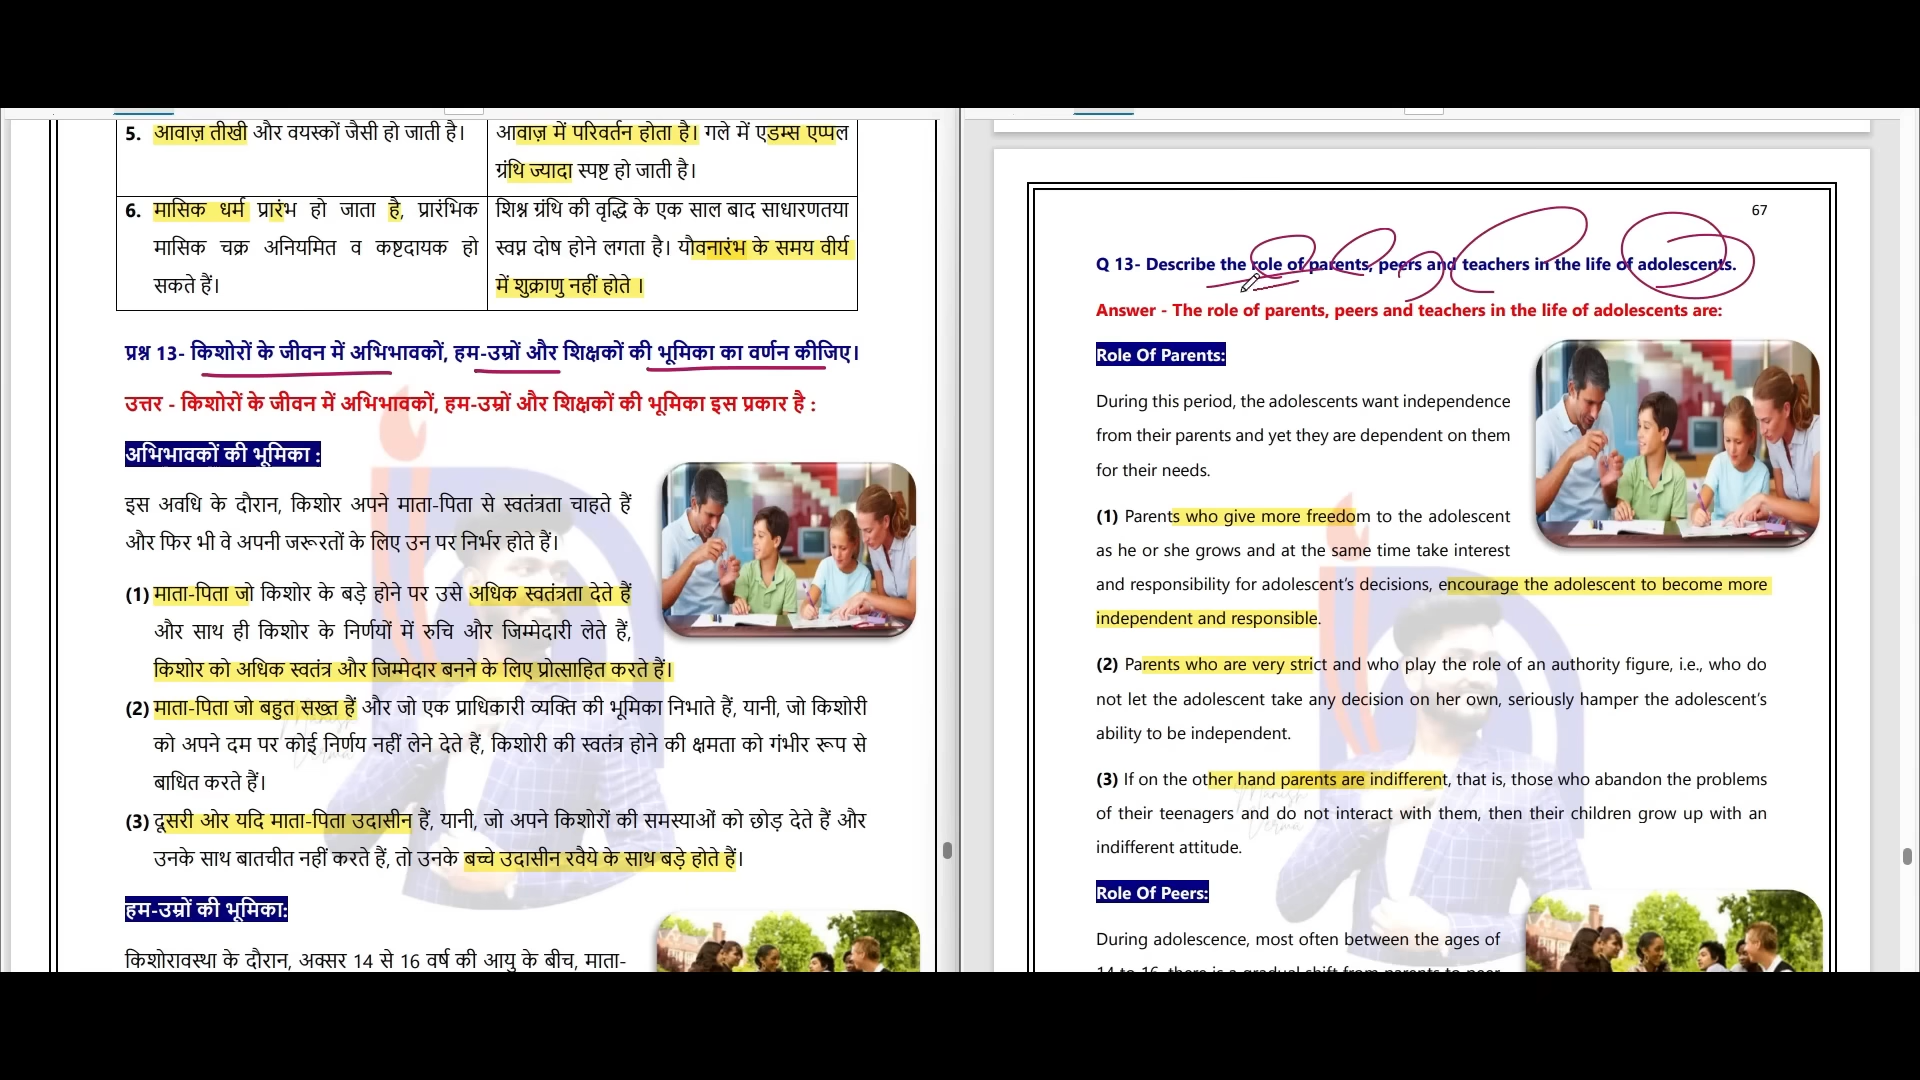 5. आवाज़ तीखी और वयस्कों जैसी हो जाती है।
आवाज़ में परिवर्तन होता है। गले में एडम्स एप्पल
ग्रंथि ज्यादा स्पष्ट हो जाती है।
6. मासिक धर्म प्रारंभ हो जाता है, प्रारंभिक
मासिक चक्र अनियमित व कष्टदायक हो
सकते हैं।
शिश्न ग्रंथि की वृद्धि के एक साल बाद साधारणतया
स्वप्न दोष होने लगता है। यौवनारंभ के समय वीर्य
में शुक्राणु नहीं होते ।
प्रश्न 13- किशोरों के जीवन में अभिभावकों, हम-उम्रों और शिक्षकों की भूमिका का वर्णन कीजिए।
उत्तर - किशोरों के जीवन में अभिभावकों, हम-उम्रों और शिक्षकों की भूमिका इस प्रकार है :
अभिभावकों की भूमिका :
इस अवधि के दौरान, किशोर अपने माता-पिता से स्वतंत्रता चाहते हैं
और फिर भी वे अपनी जरूरतों के लिए उन पर निर्भर होते हैं।
(1) माता-पिता जो किशोर के बड़े होने पर उसे अधिक स्वतंत्रता देते हैं
और साथ ही किशोर के निर्णयों में रुचि और जिम्मेदारी लेते हैं,
किशोर को अधिक स्वतंत्र और जिम्मेदार बनने के लिए प्रोत्साहित करते हैं।
(2) माता-पिता जो बहुत सख्त हैं और जो एक प्राधिकारी व्यक्ति की भूमिका निभाते हैं, यानी, जो किशोरी
को अपने दम पर कोई निर्णय नहीं लेने देते हैं, किशोरी की स्वतंत्र होने की क्षमता को गंभीर रूप से
बाधित करते हैं।
(3) दूसरी ओर यदि माता-पिता उदासीन हैं, यानी, जो अपने किशोरों की समस्याओं को छोड़ देते हैं और
उनके साथ बातचीत नहीं करते हैं, तो उनके बच्चे उदासीन रवैये के साथ बड़े होते हैं।
हम-उम्रों की भूमिका:
किशोरावस्था के दौरान, अक्सर 14 से 16 वर्ष की आयु के बीच, माता-
67
Q 13- Describe the role of parents, peers and teachers in the life of adolescents.
Answer - The role of parents, peers and teachers in the life of adolescents are:
Role Of Parents:
During this period, the adolescents want independence
from their parents and yet they are dependent on them
for their needs.
(1) Parents who give more freedom to the adolescent
as he or she grows and at the same time take interest
and responsibility for adolescent’s decisions, encourage the adolescent to become more
independent and responsible.
(2) Parents who are very strict and who play the role of an authority figure, i.e., who do
not let the adolescent take any decision on her own, seriously hamper the adolescent’s
ability to be independent.
(3) If on the other hand parents are indifferent, that is, those who abandon the problems
of their teenagers and do not interact with them, then their children grow up with an
indifferent attitude.
Manish
Verma
Role Of Peers:
During adolescence, most often between the ages of
14 to 16, there is a gradual shift from parents to peer